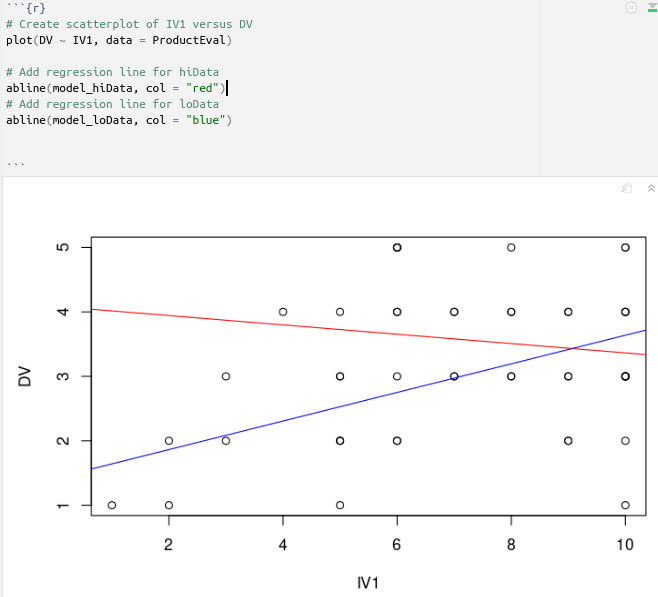 ```{r}
# Create scatterplot of IV1 versus DV
plot(DV ~ IV1, data = ProductEval)
# Add regression line for hiData
abline(model_hiData, col = "red")
# Add regression line for loData
abline(model_loData, col = "blue")
```
5
4
3
2
1
DV
2 4 6 8 10
IV1